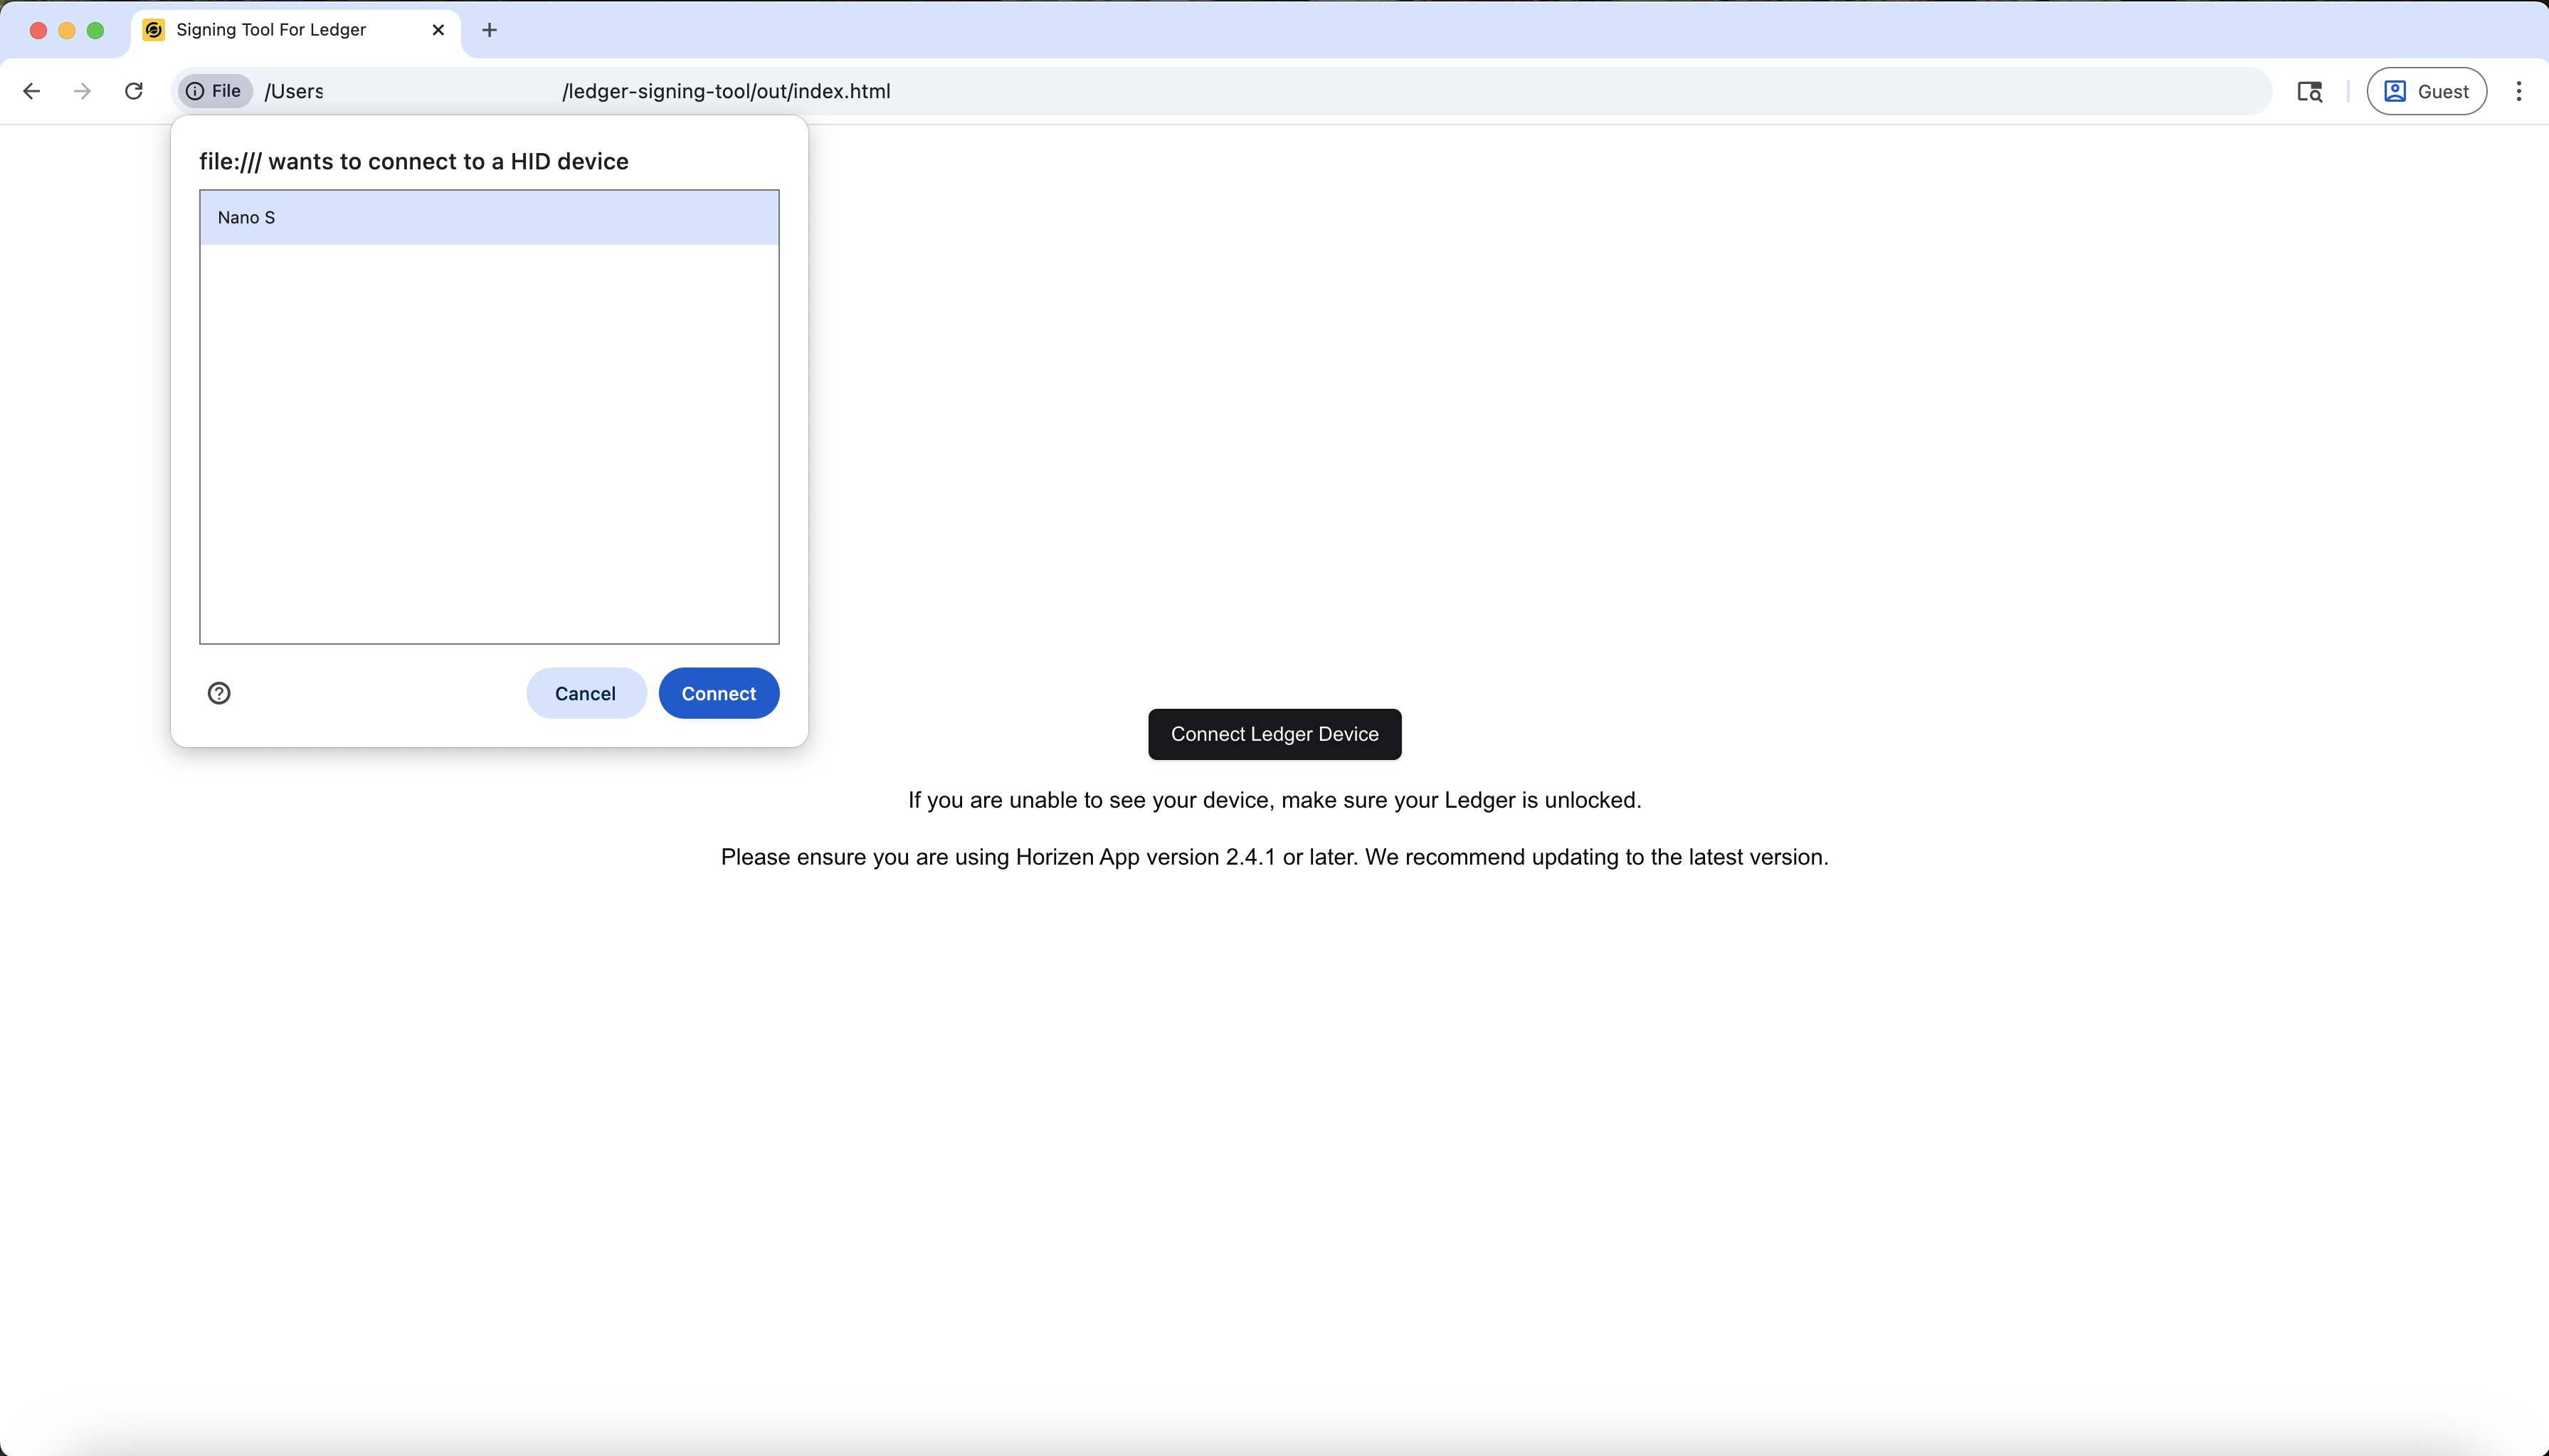 Signing Tool For Ledger
File /Users /ledger-signing-tool/out/index.html
Guest
file:/// wants to connect to a HID device
Nano S
Cancel
Connect
Connect Ledger Device
If you are unable to see your device, make sure your Ledger is unlocked.
Please ensure you are using Horizen App version 2.4.1 or later. We recommend updating to the latest version.